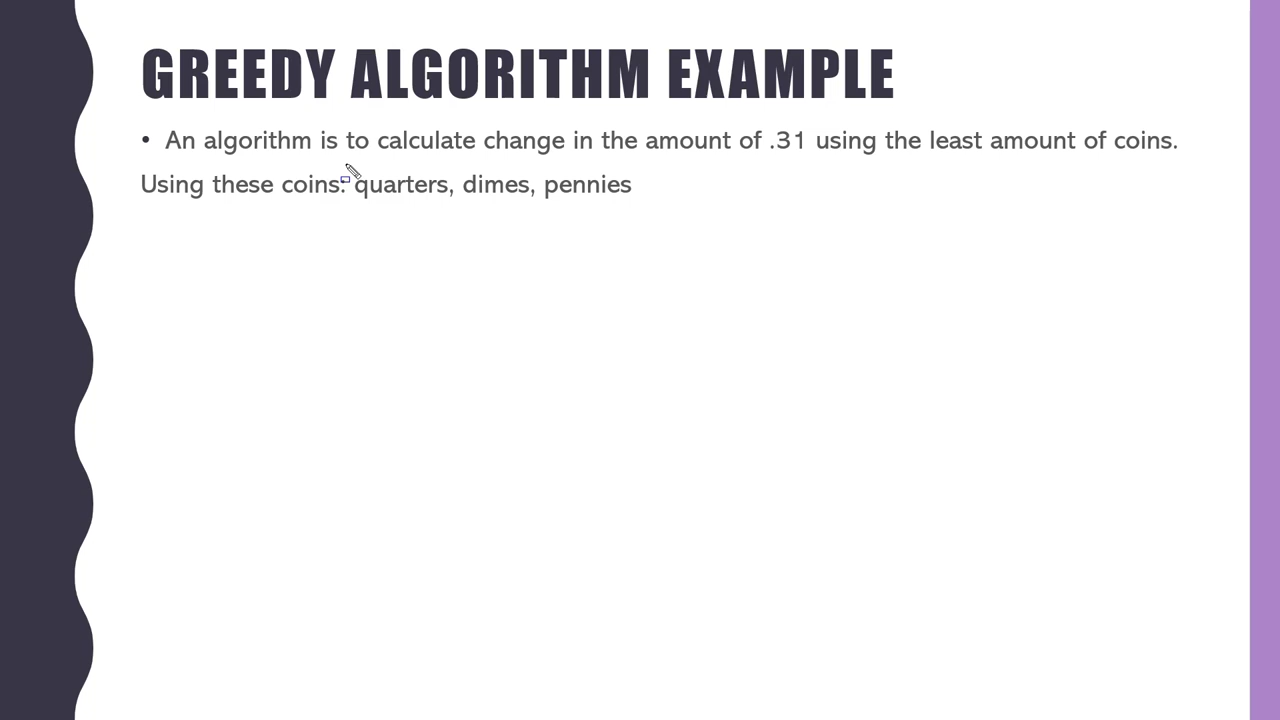 GREEDY ALGORITHM EXAMPLE
• An algorithm is to calculate change in the amount of .31 using the least amount of coins.
Using these coins: quarters, dimes, pennies